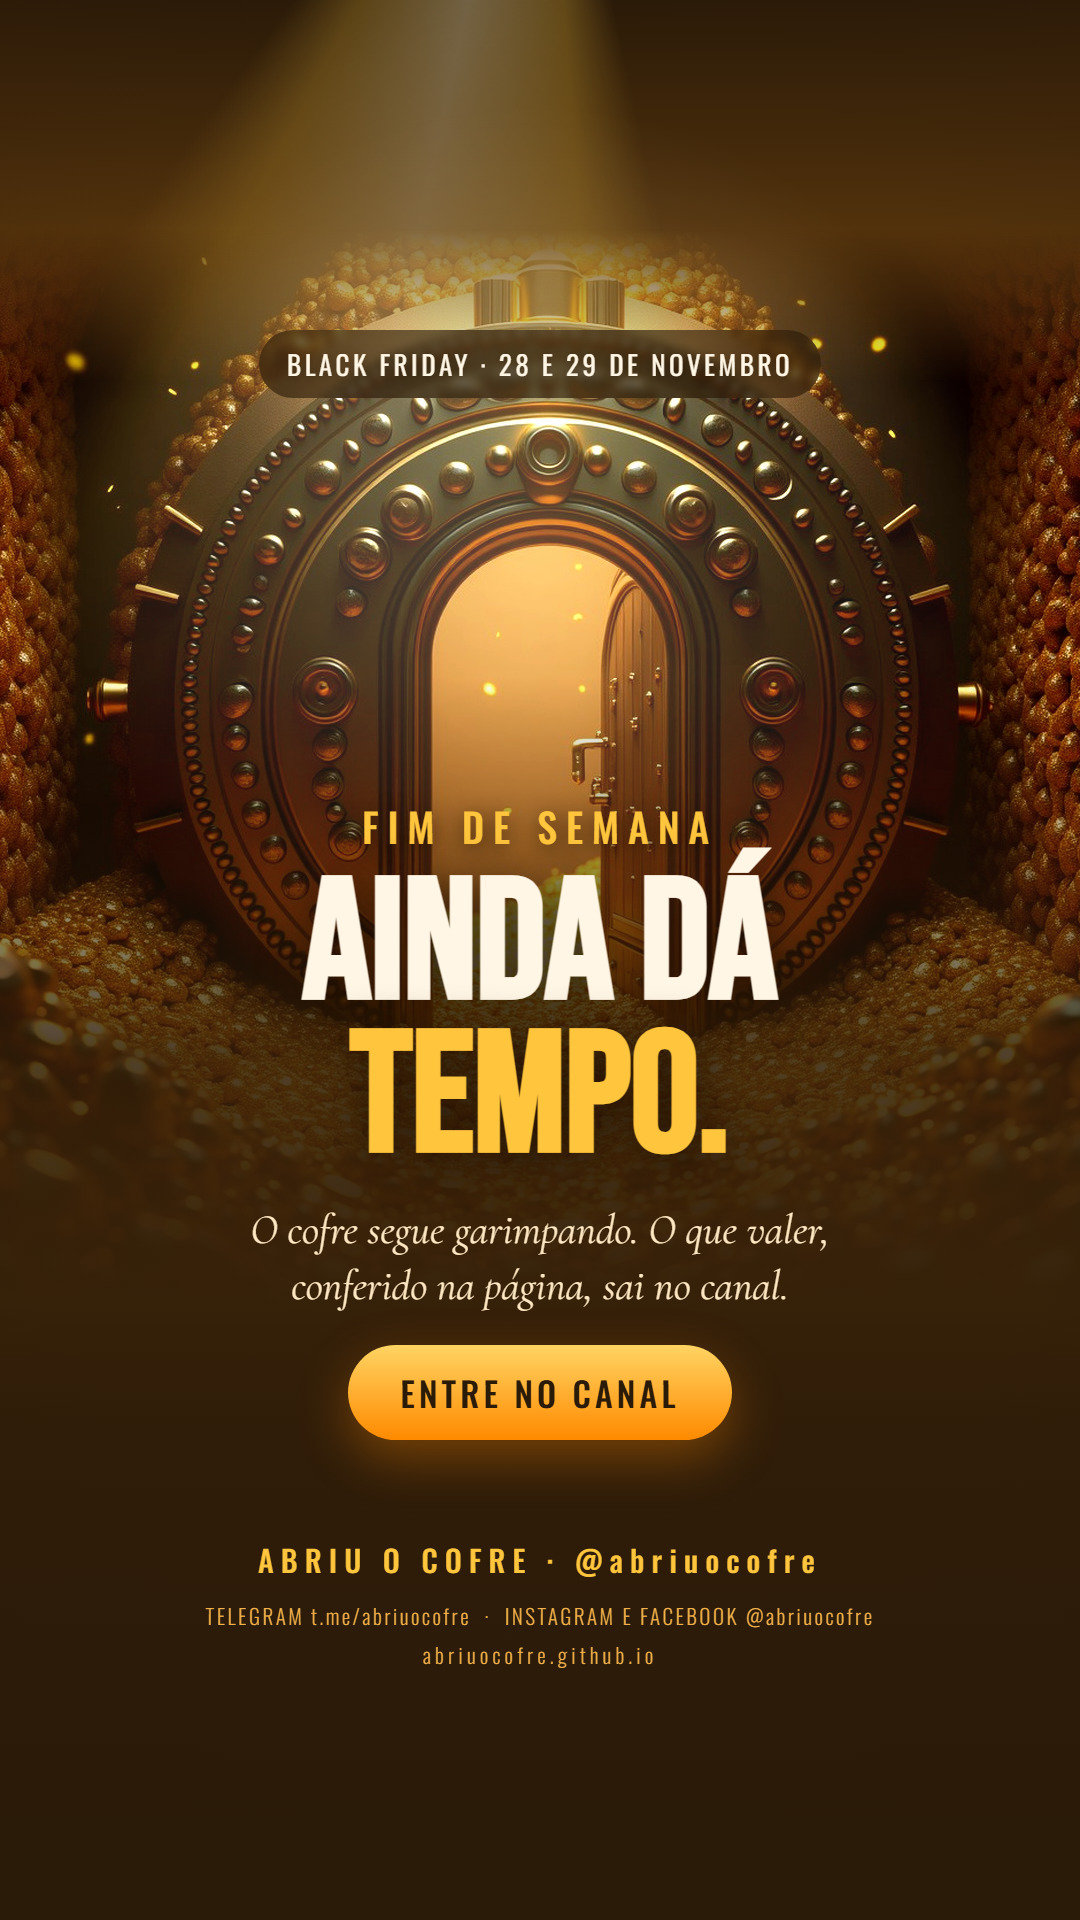 BLACK FRIDAY · 28 E 29 DE NOVEMBRO
FIM DE SEMANA
AINDA DÁ
TEMPO.
O cofre segue garimpando. O que valer,
conferido na página, sai no canal.
ENTRE NO CANAL
ABRIU O COFRE · @abriuocofre
TELEGRAM t.me/abriuocofre · INSTAGRAM E FACEBOOK @abriuocofre
abriuocofre.github.io